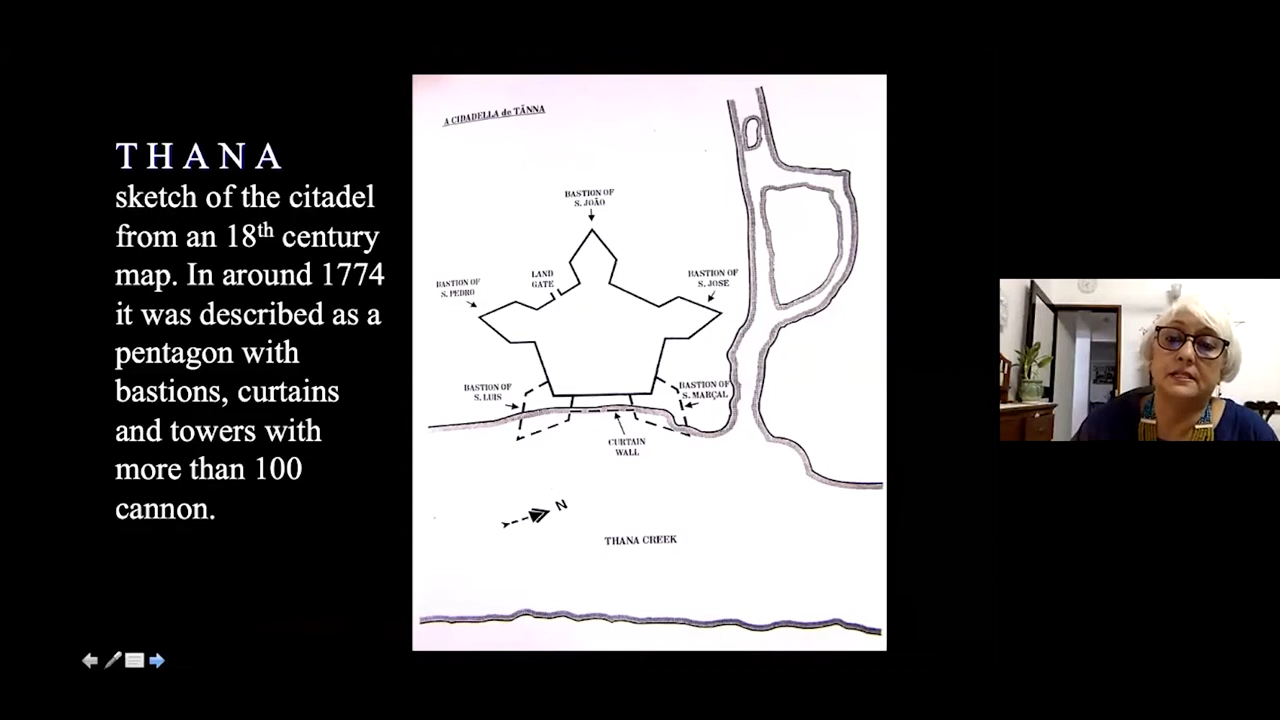 THANA
sketch of the citadel
from an 18th century
map. In around 1774
it was described as a
pentagon with
bastions, curtains
and towers with
more than 100
cannon.
A CIDADELLA de TĂNNA
BASTION OF
S. JOÃO
LAND
GATE
BASTION OF
S. PEDRO
BASTION OF
S. JOSE
BASTION OF
S. LUIS
BASTION OF
S. MARÇAL
CURTAIN
WALL
N
THANA CREEK